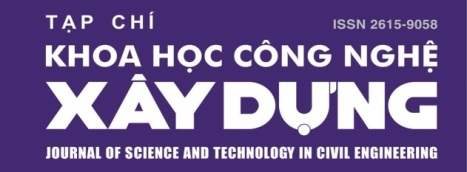 TẠP CHÍ ISSN 2615-9058
KHOA HỌC CÔNG NGHỆ
XÂY DỰNG
JOURNAL OF SCIENCE AND TECHNOLOGY IN CIVIL ENGINEERING